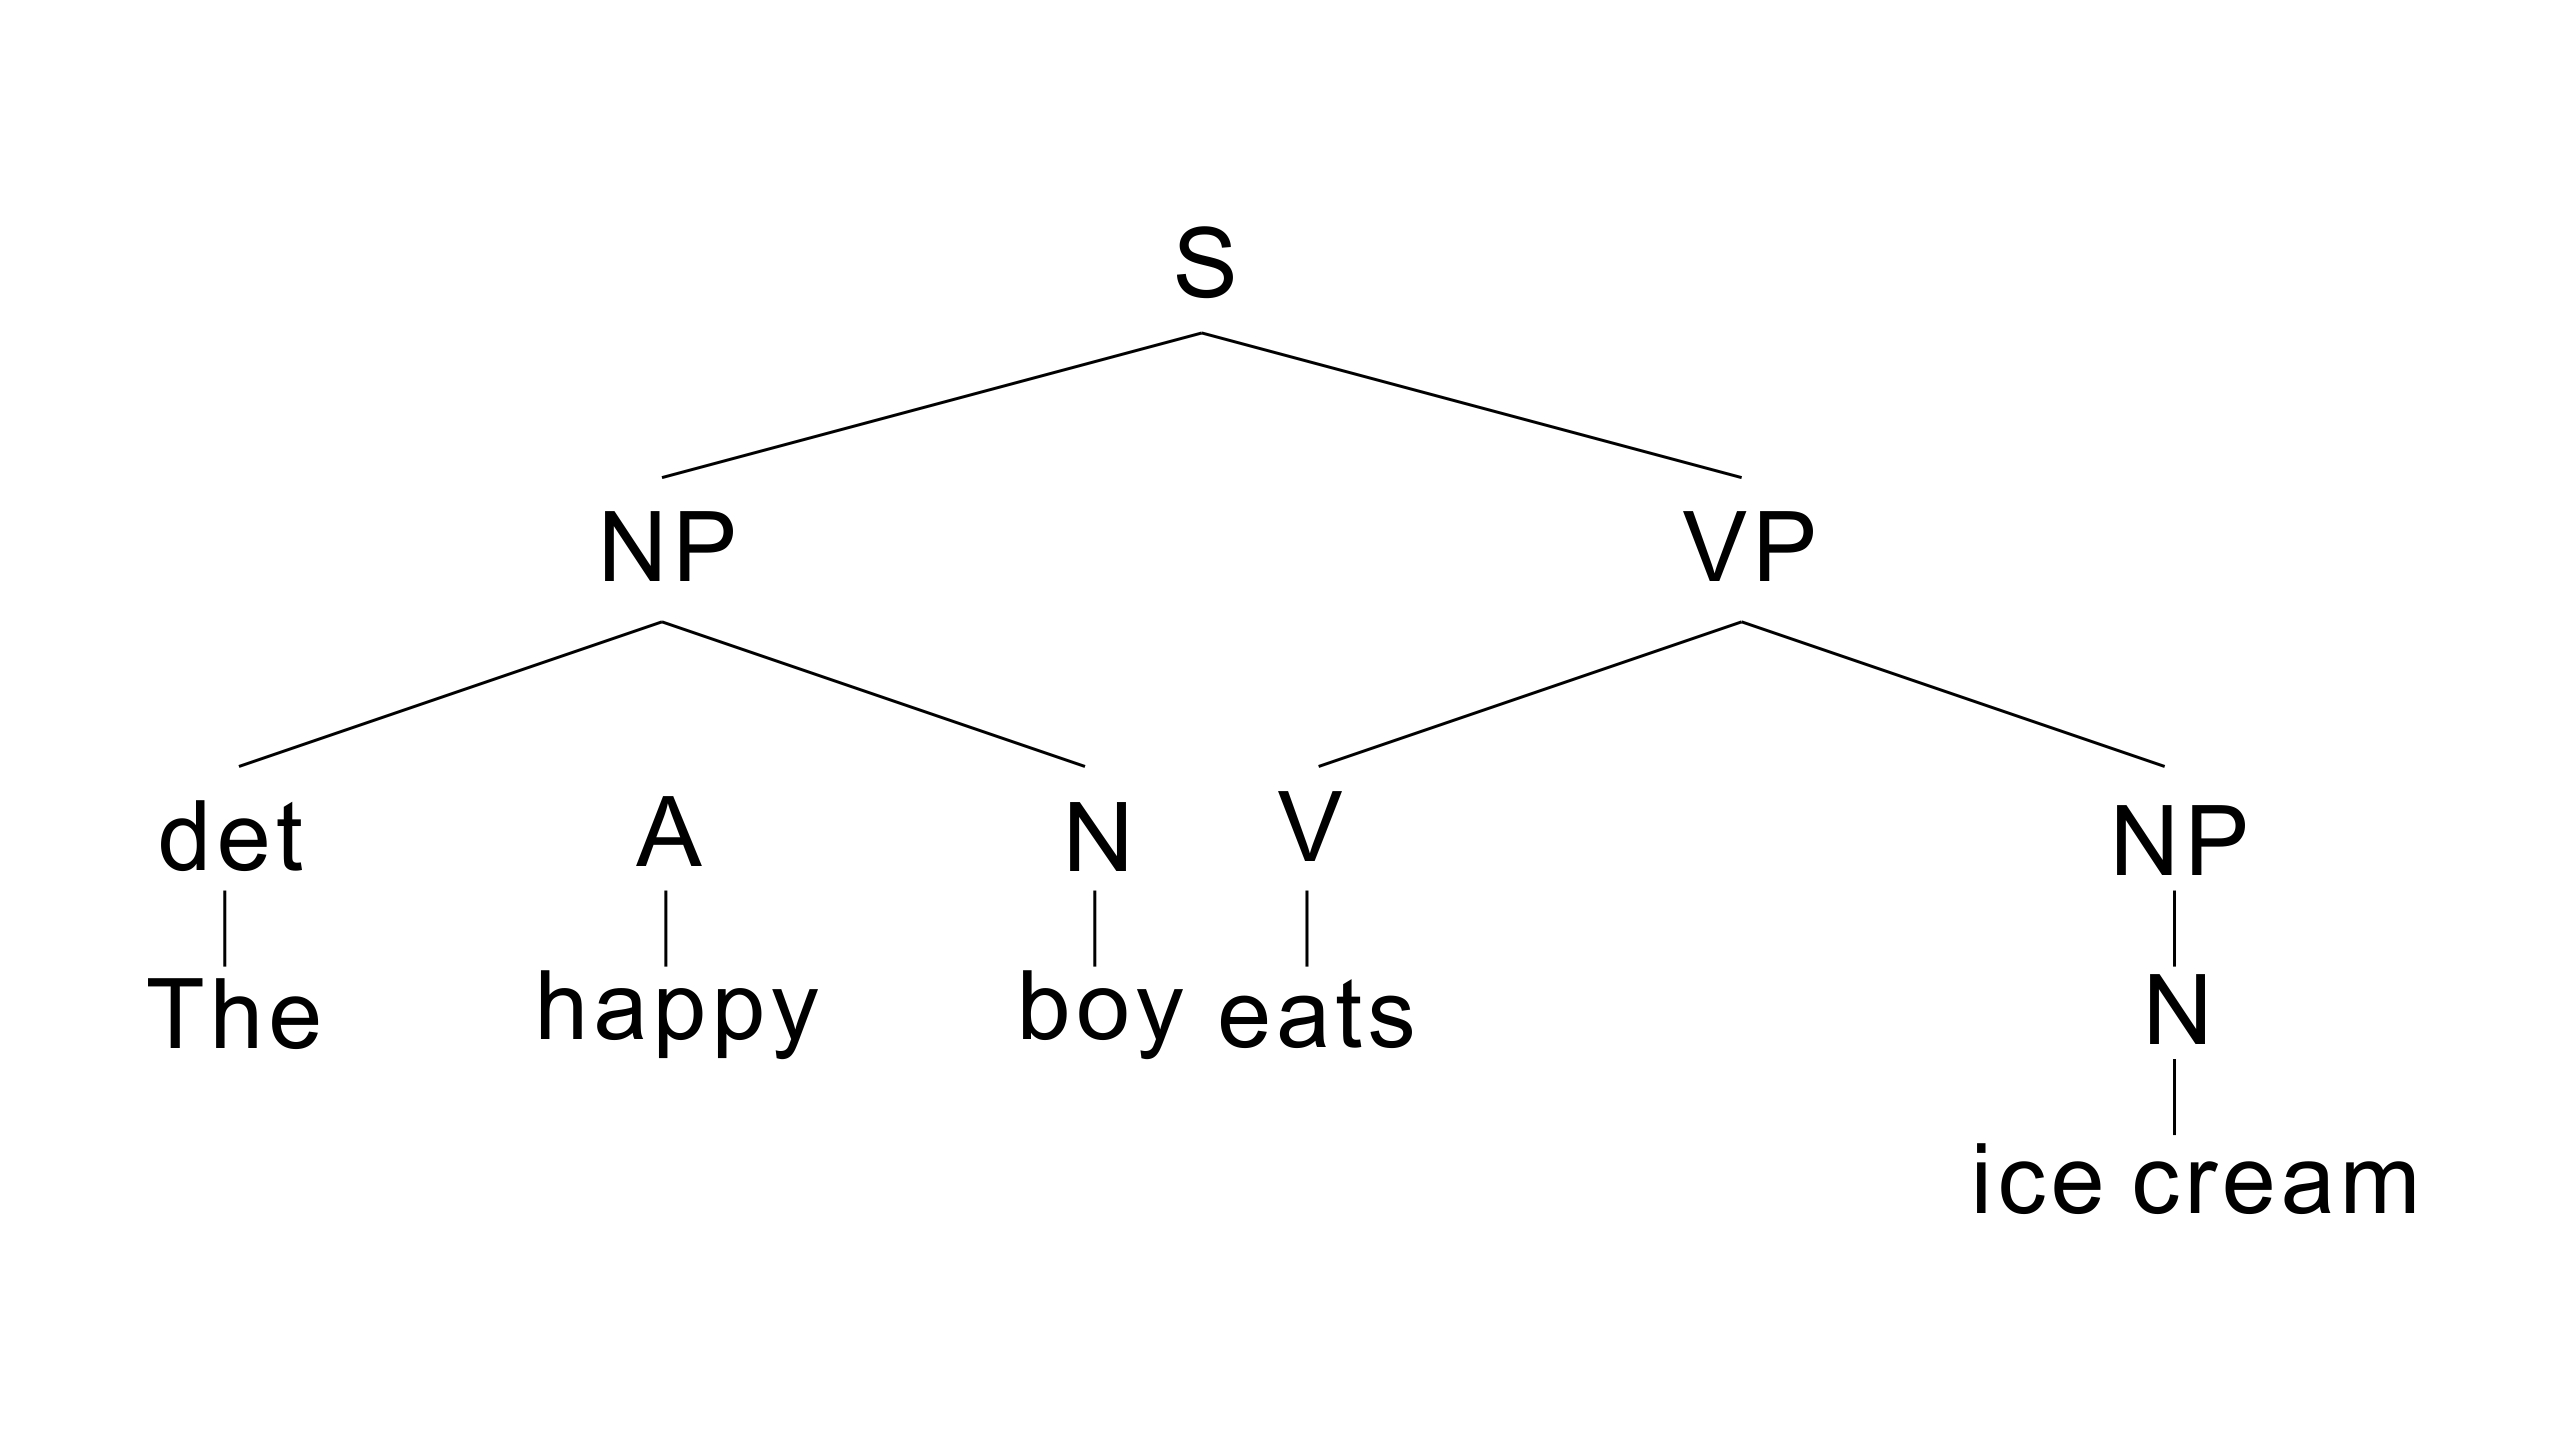 S
NP VP
det A N V NP
The happy boy eats N
ice cream